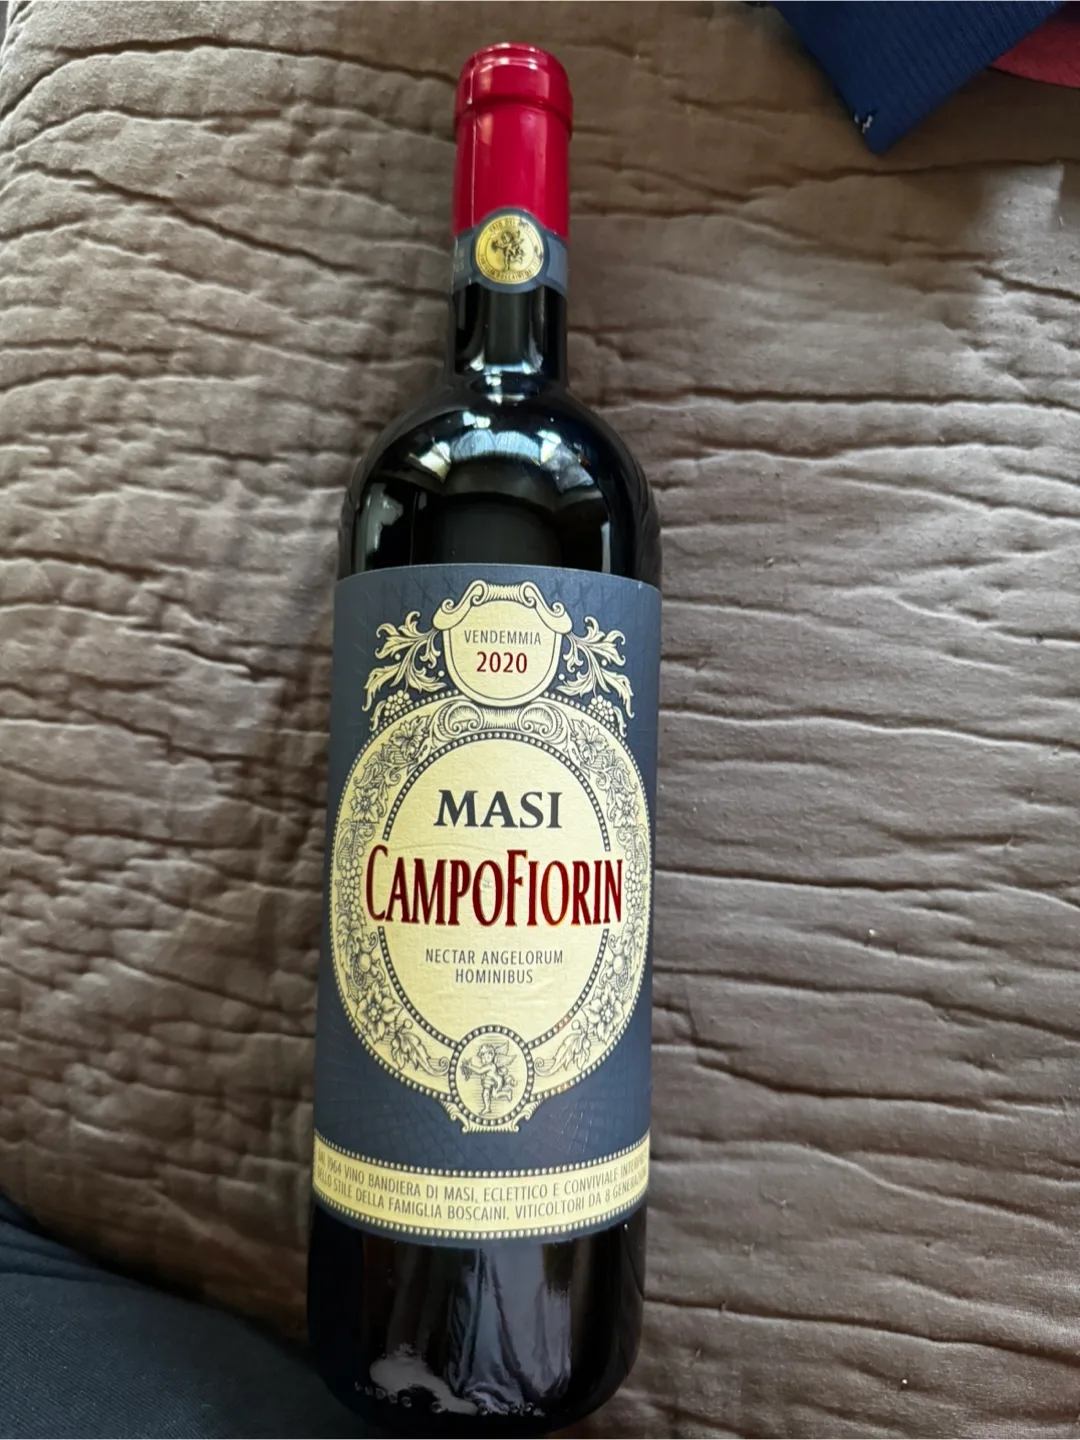 VENDEMMIA
2020
MASI
CAMPOFIORIN
NECTAR ANGELORUM
HOMINIBUS
DAL 1964 VINO BANDIERA DI MASI, ECLETTICO E CONVIVIALE
STILE DELLA FAMIGLIA BOSCAINI, VITICOLTORI DA 8